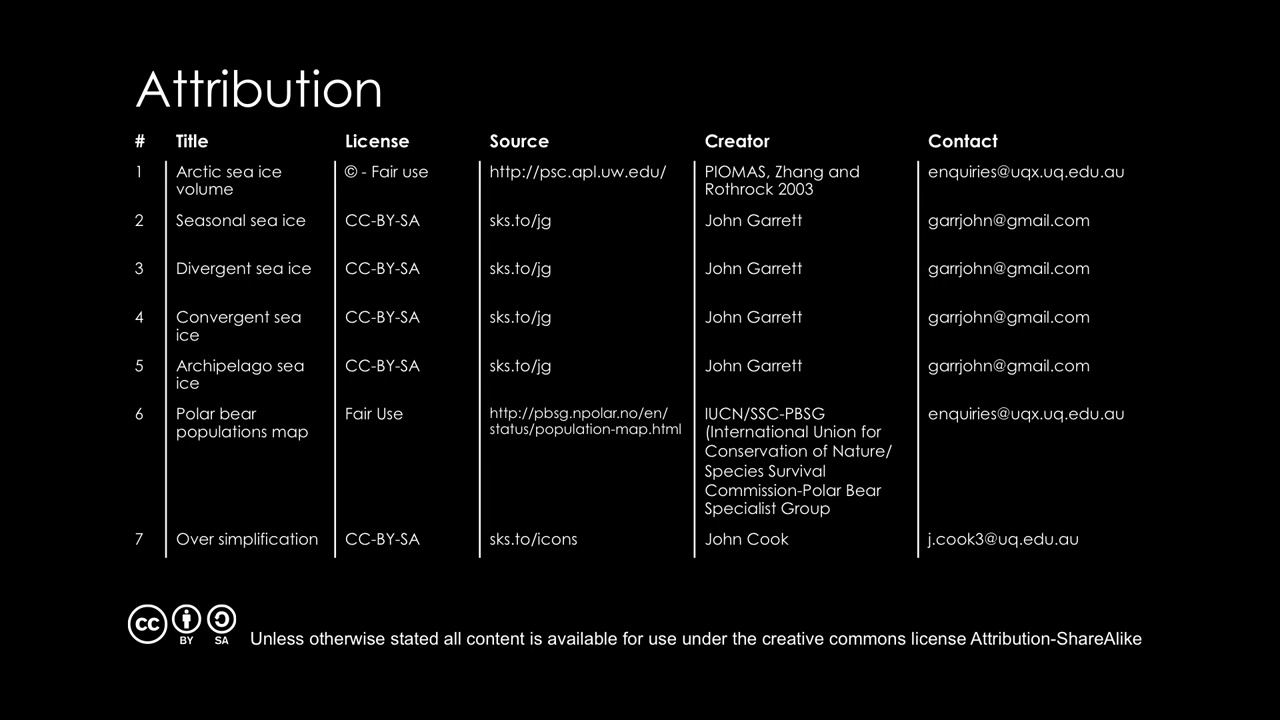 Attribution
# Title License Source Creator Contact
1 Arctic sea ice © - Fair use http://psc.apl.uw.edu/ PIOMAS, Zhang and enquiries@uqx.uq.edu.au
volume Rothrock 2003
2 Seasonal sea ice CC-BY-SA sks.to/jg John Garrett garrjohn@gmail.com
3 Divergent sea ice CC-BY-SA sks.to/jg John Garrett garrjohn@gmail.com
4 Convergent sea CC-BY-SA sks.to/jg John Garrett garrjohn@gmail.com
ice
5 Archipelago sea CC-BY-SA sks.to/jg John Garrett garrjohn@gmail.com
ice
6 Polar bear Fair Use http://pbsg.npolar.no/en/ IUCN/SSC-PBSG enquiries@uqx.uq.edu.au
populations map status/population-map.html (International Union for
Conservation of Nature/
Species Survival
Commission-Polar Bear
Specialist Group
7 Over simplification CC-BY-SA sks.to/icons John Cook j.cook3@uq.edu.au
cc BY SA Unless otherwise stated all content is available for use under the creative commons license Attribution-ShareAlike